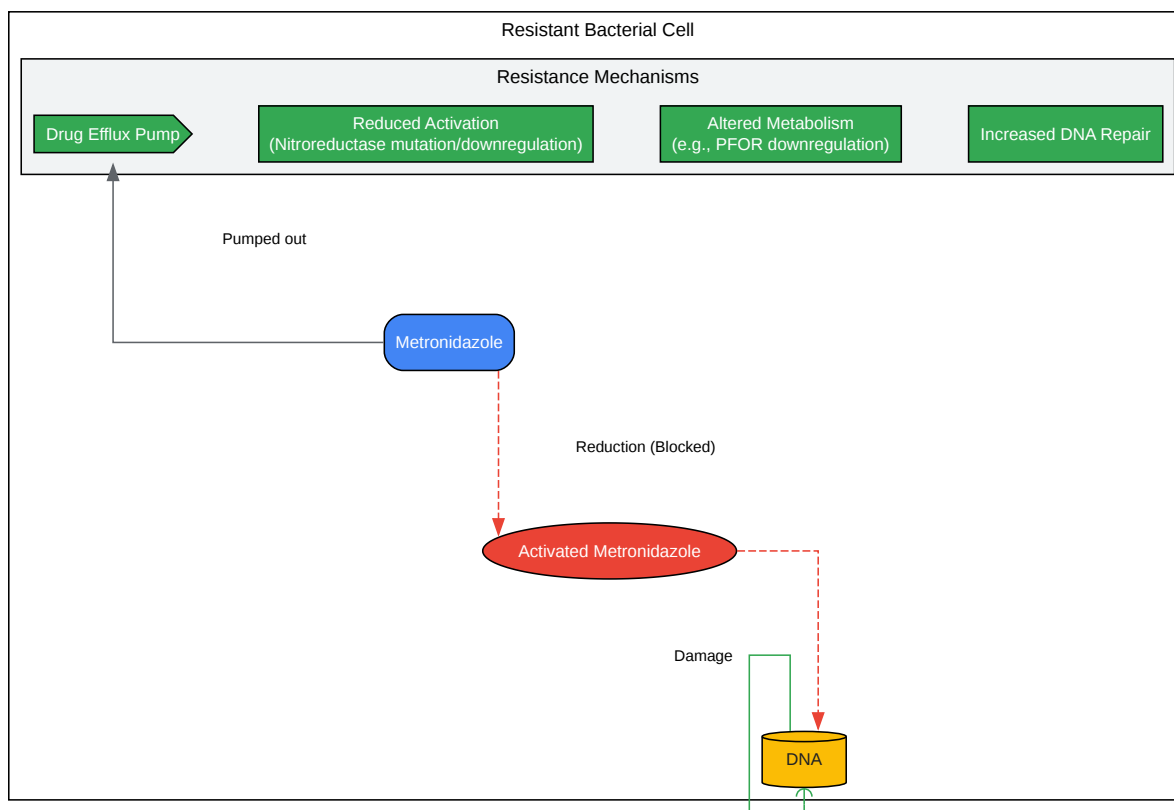 Resistant Bacterial Cell
Resistance Mechanisms
Drug Efflux Pump
Reduced Activation
(Nitroreductase mutation/downregulation)
Altered Metabolism
(e.g., PFOR downregulation)
Increased DNA Repair
Pumped out
Metronidazole
Reduction (Blocked)
Activated Metronidazole
Damage
DNA